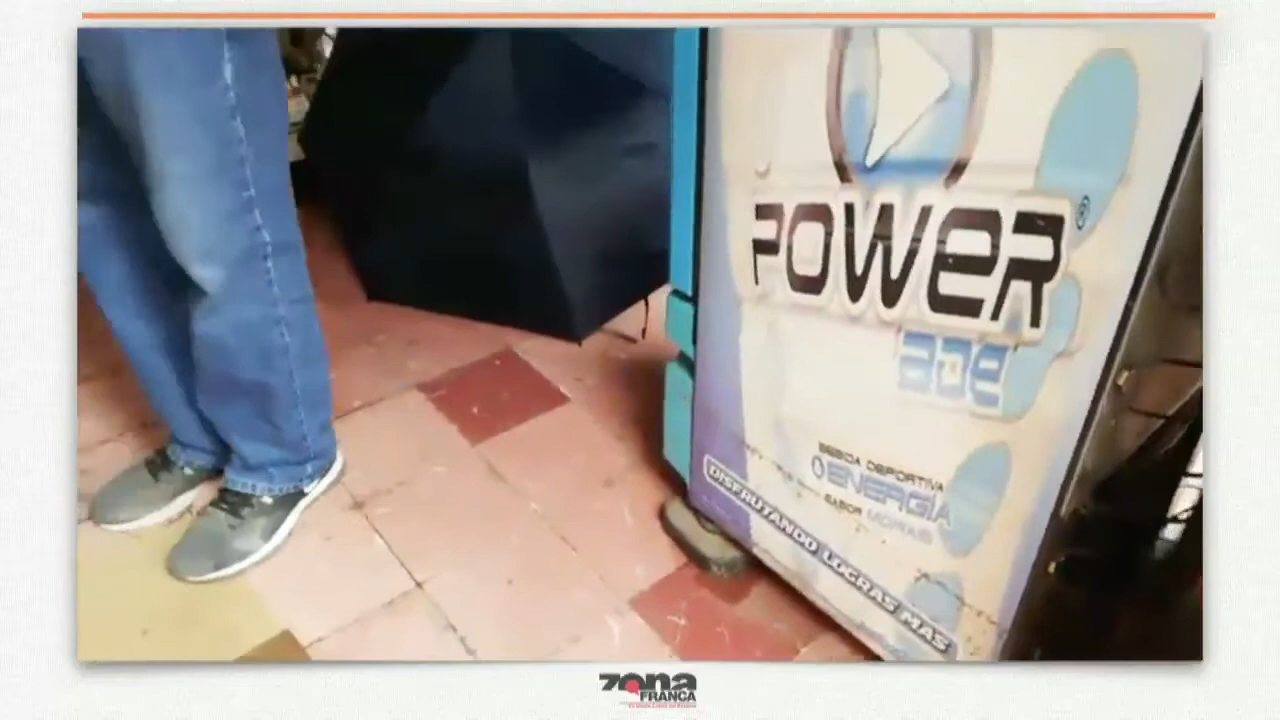 POWER®
ADE
BEBIDA DEPORTIVA
ENERGÍA
SABOR MORAS
DISFRUTANDO LOGRAS MAS
zona
FRANCA